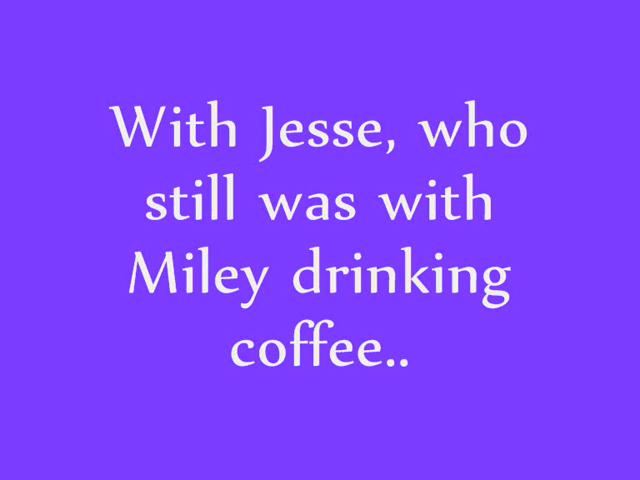 With Jesse, who
still was with
Miley drinking
coffee..